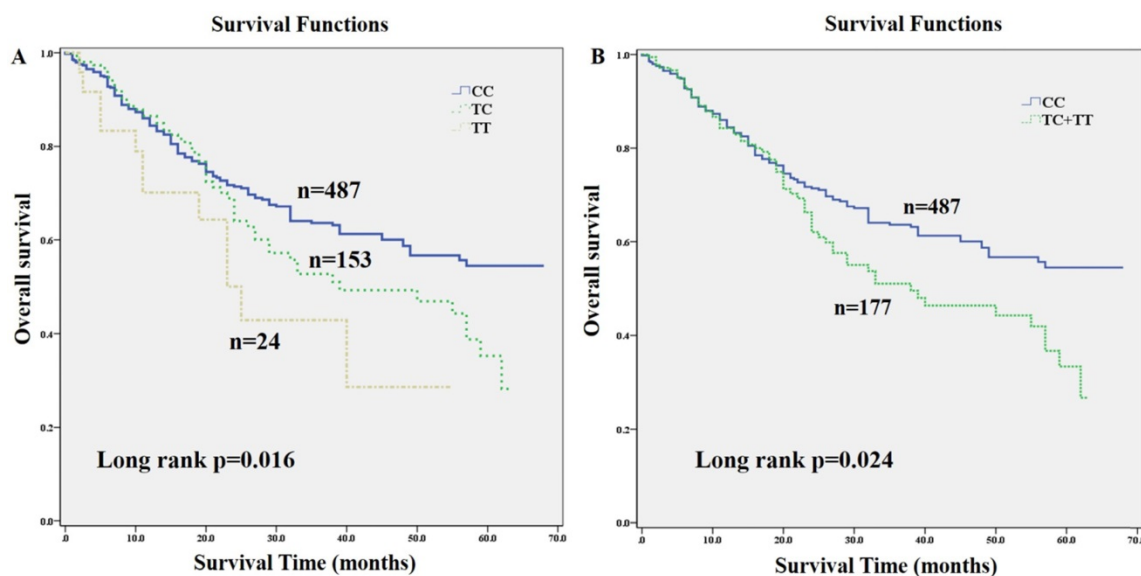 Survival Functions
A
Overall survival
1.0
0.8
0.6
0.4
0.2
0.0
CC
TC
TT
n=487
n=153
n=24
Long rank p=0.016
.0 10.0 20.0 30.0 40.0 50.0 60.0 70.0
Survival Time (months)
Survival Functions
B
Overall survival
1.0
0.8
0.6
0.4
0.2
0.0
CC
TC+TT
n=487
n=177
Long rank p=0.024
.0 10.0 20.0 30.0 40.0 50.0 60.0 70.0
Survival Time (months)